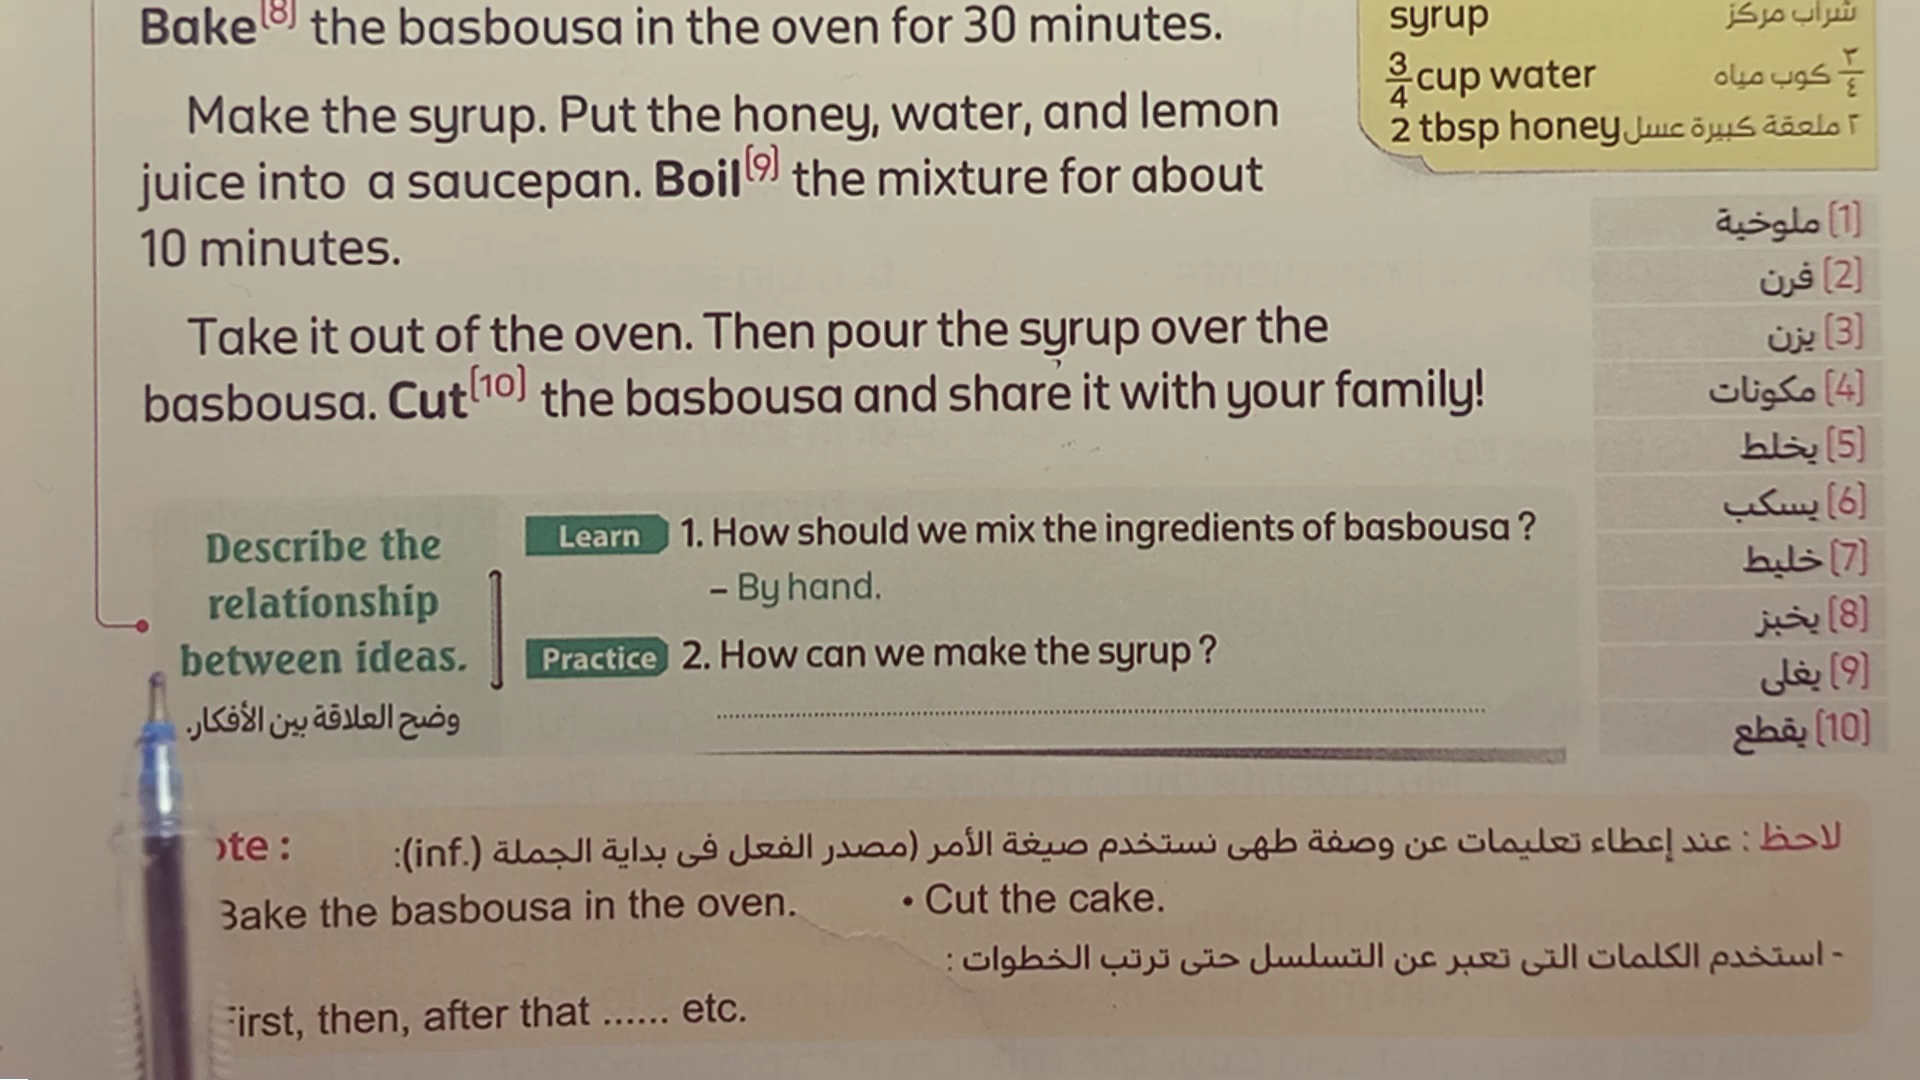 Bake[8] the basbousa in the oven for 30 minutes.
Make the syrup. Put the honey, water, and lemon
juice into a saucepan. Boil[9] the mixture for about
10 minutes.
Take it out of the oven. Then pour the syrup over the
basbousa. Cut[10] the basbousa and share it with your family!
syrup شراب مركز
3/4 cup water ٣/٤ كوب مياه
2 tbsp honey ٢ ملعقة كبيرة عسل
[1] ملوخية
[2] فرن
[3] يزن
[4] مكونات
[5] يخلط
[6] يسكب
[7] خليط
[8] يخبز
[9] يغلى
[10] يقطع
Describe the
relationship
between ideas.
وضح العلاقة بين الأفكار.
Learn 1. How should we mix the ingredients of basbousa ?
– By hand.
Practice 2. How can we make the syrup ?
ote :
لاحظ : عند إعطاء تعليمات عن وصفة طهى نستخدم صيغة الأمر (مصدر الفعل فى بداية الجملة (inf.):
Bake the basbousa in the oven. • Cut the cake.
- استخدم الكلمات التى تعبر عن التسلسل حتى ترتب الخطوات :
First, then, after that ...... etc.